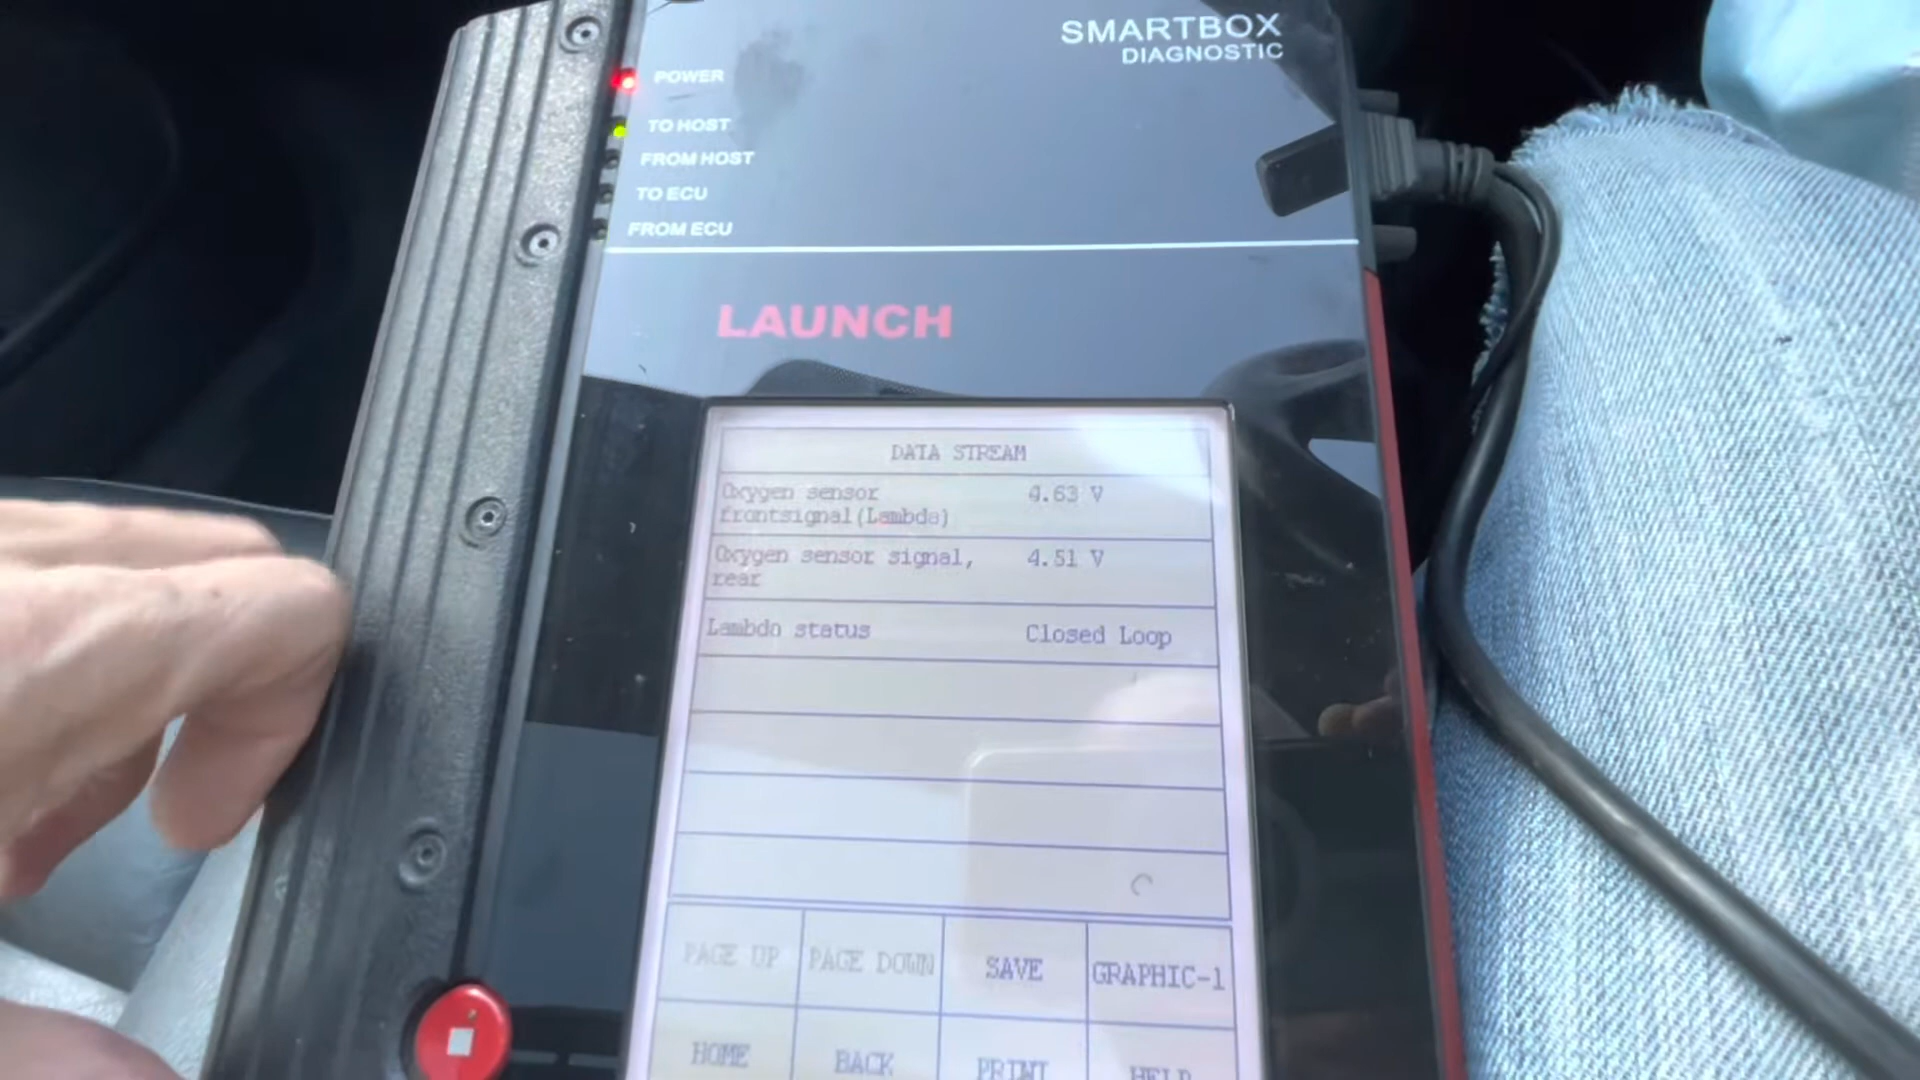 SMARTBOX
DIAGNOSTIC
POWER
TO HOST
FROM HOST
TO ECU
FROM ECU
LAUNCH
DATA STREAM
Oxygen sensor 4.63 V
frontsignal(Lambda)
Oxygen sensor signal, 4.51 V
rear
Lambda status Closed Loop
PAGE UP PAGE DOWN SAVE GRAPHIC-1
HOME BACK PRINT HELP